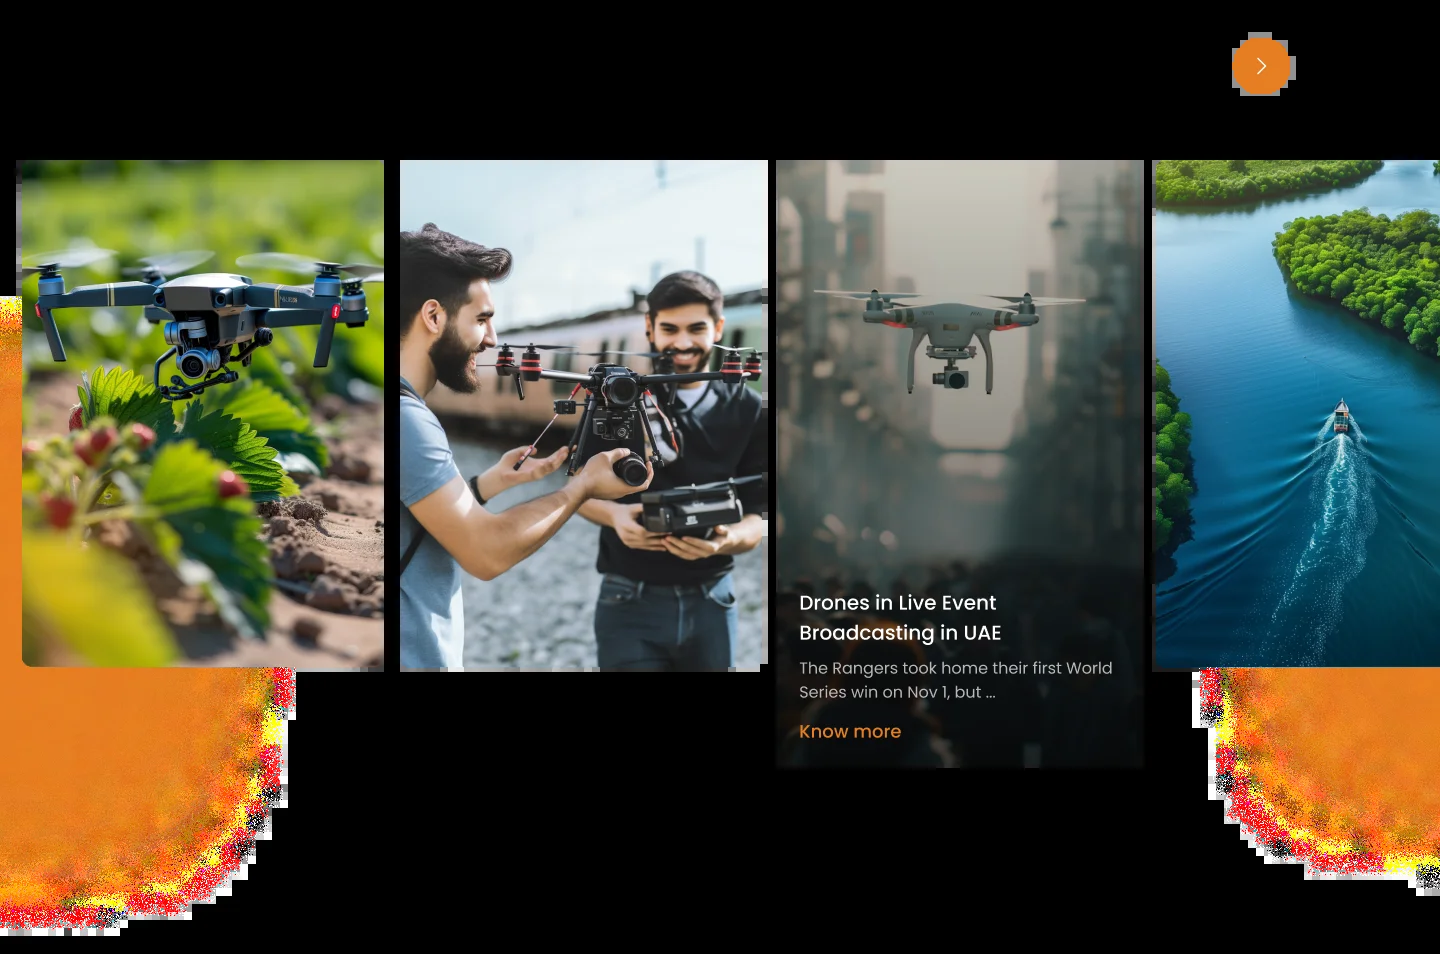 Drones in Live Event
Broadcasting in UAE
The Rangers took home their first World
Series win on Nov 1, but ...
Know more